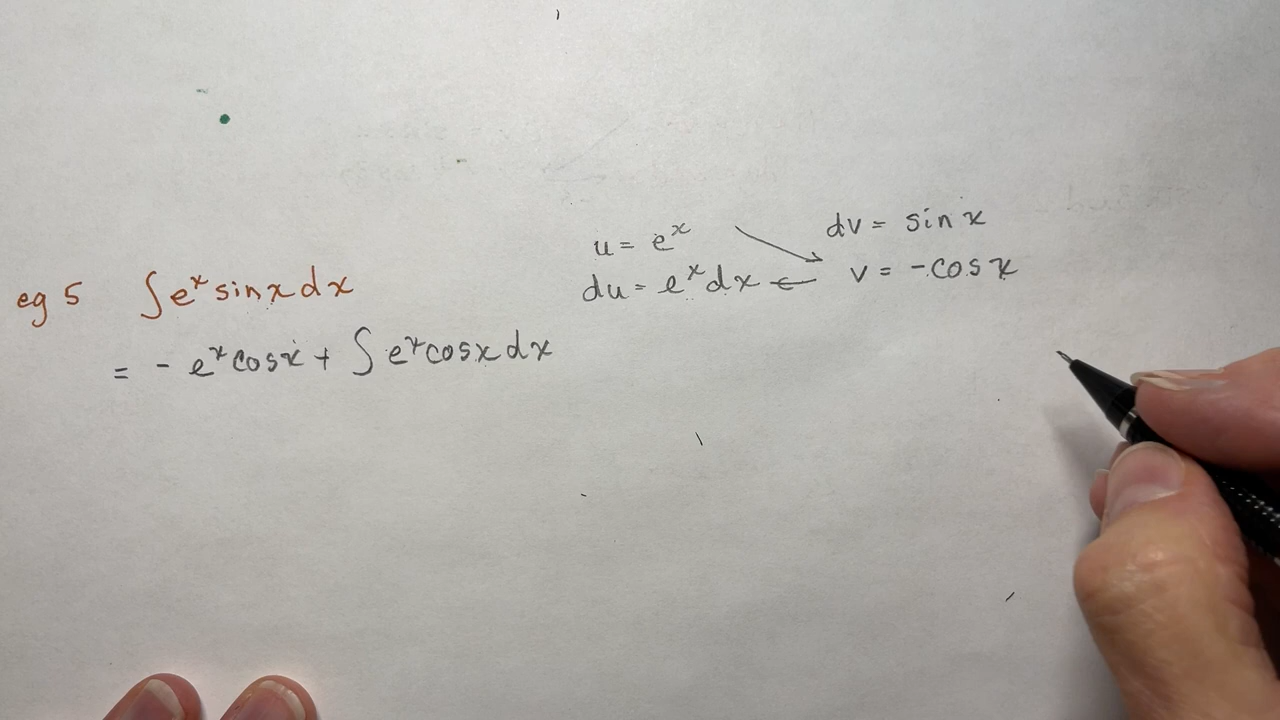 u = e^x dv = sin x
du = e^x dx v = -cos x
eg 5 ∫ e^x sin x dx
= - e^x cos x + ∫ e^x cos x dx